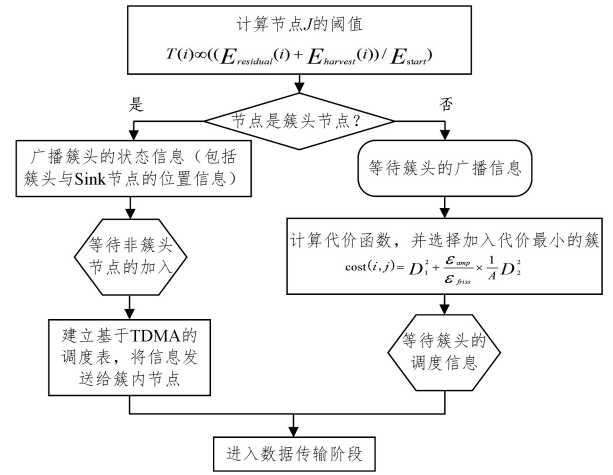 计算节点J的阈值
T(i)∞((E_residual(i) + E_harvest(i)) / E_start)
是
否
节点是簇头节点？
广播簇头的状态信息（包括
簇头与Sink节点的位置信息）
等待簇头的广播信息
等待非簇头
节点的加入
计算代价函数，并选择加入代价最小的簇
cost(i,j) = D₁² + ε_amp/ε_friss × 1/A D₂²
建立基于TDMA的
调度表，将信息发
送给簇内节点
等待簇头的
调度信息
进入数据传输阶段